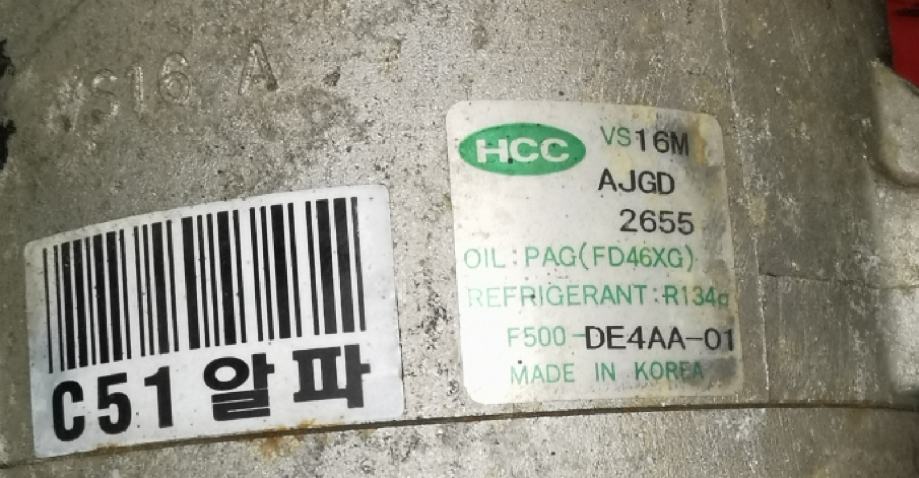 VS16 A
HCC VS16M
AJGD
2655
OIL:PAG(FD46XG)
REFRIGERANT:R134a
F500-DE4AA-01
MADE IN KOREA
C51 알파